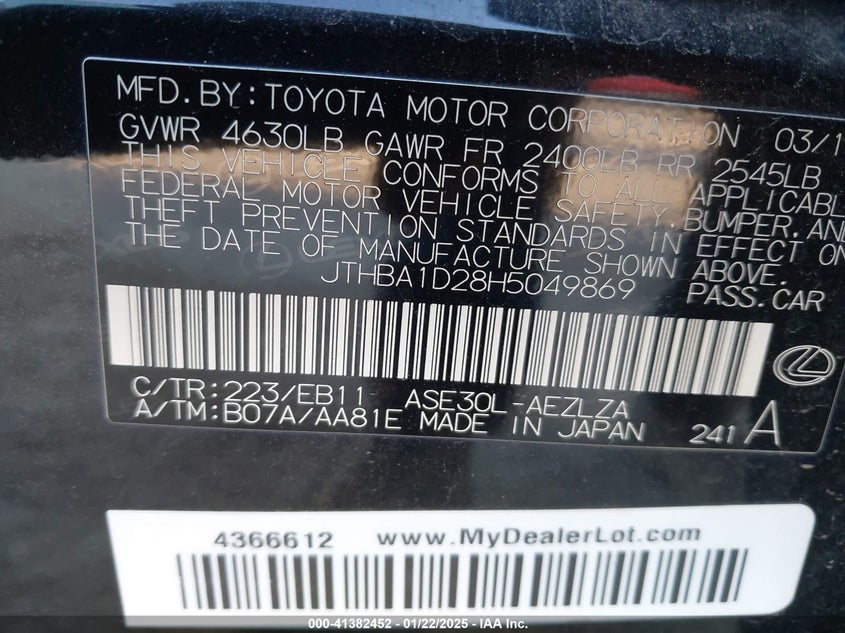 MFD. BY: TOYOTA MOTOR CORPORATION 03/1
GVWR 4630LB GAWR FR 2400LB RR 2545LB
THIS VEHICLE CONFORMS TO ALL APPLICABL
FEDERAL MOTOR VEHICLE SAFETY, BUMPER, AND
THEFT PREVENTION STANDARDS IN EFFECT ON
THE DATE OF MANUFACTURE SHOWN ABOVE.
JTHBA1D28H5049869 PASS. CAR
C/TR: 223/EB11 ASE30L-AEZLZA
A/TM: B07A/AA81E MADE IN JAPAN 241 A
4366612 www.MyDealerLot.com
000-41382452 - 01/22/2025 - IAA Inc.